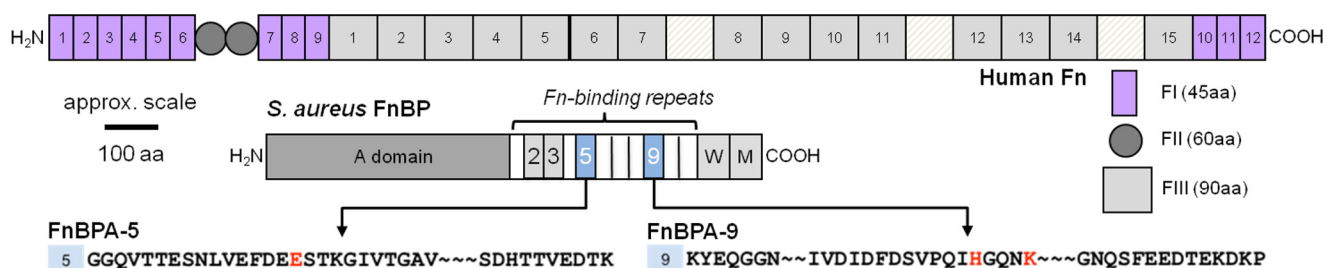 H₂N 1 2 3 4 5 6 7 8 9 1 2 3 4 5 6 7 8 9 10 11 12 13 14 15 10 11 12 COOH
Human Fn
approx. scale
100 aa
S. aureus FnBP
Fn-binding repeats
H₂N A domain 2 3 5 9 W M COOH
FI (45aa)
FII (60aa)
FIII (90aa)
FnBPA-5
5 GGQVTTESNLVEFDEESTKGIVTGAV~~~SDHTTVEDTK
FnBPA-9
9 KYEQGGN~~IVDIDFDSVPQIHGQNK~~~GNQSFEEDTEKDKP